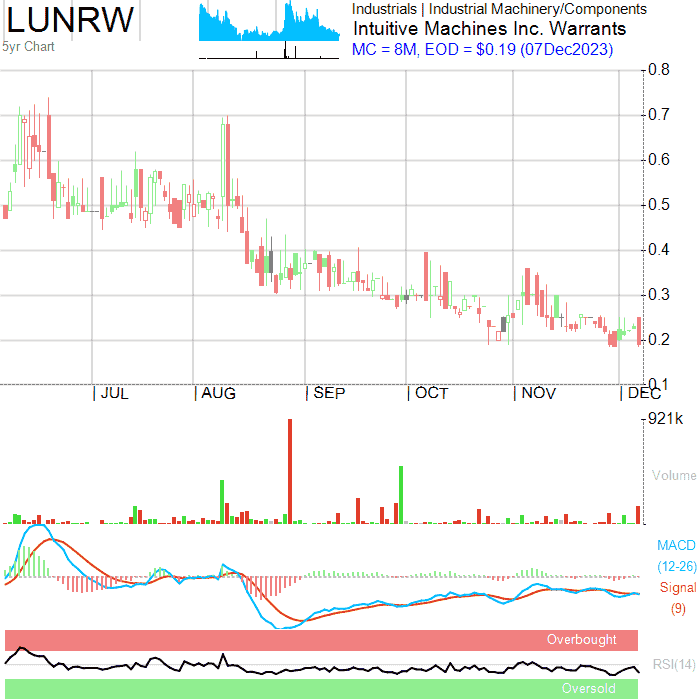 LUNRW
5yr Chart
Industrials | Industrial Machinery/Components
Intuitive Machines Inc. Warrants
MC = 8M, EOD = $0.19 (07Dec2023)
0.8
0.7
0.6
0.5
0.4
0.3
0.2
0.1
JUL
AUG
SEP
OCT
NOV
DEC
921k
Volume
MACD
(12-26)
Signal
(9)
Overbought
RSI(14)
Oversold